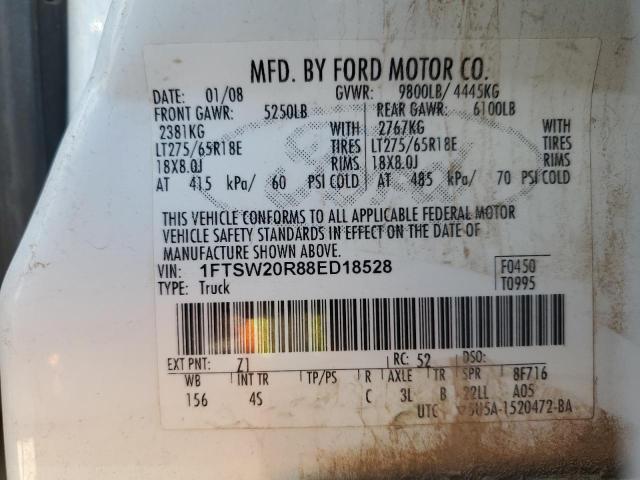 MFD. BY FORD MOTOR CO.
DATE: 01/08 GVWR: 9800LB/ 4445KG
FRONT GAWR: 5250LB REAR GAWR: 6100LB
2381KG WITH 2767KG WITH
LT275/65R18E TIRES LT275/65R18E TIRES
18X8.0J RIMS 18X8.0J RIMS
AT 415 kPa/ 60 PSI COLD AT 485 kPa/ 70 PSI COLD
THIS VEHICLE CONFORMS TO ALL APPLICABLE FEDERAL MOTOR
VEHICLE SAFETY STANDARDS IN EFFECT ON THE DATE OF
MANUFACTURE SHOWN ABOVE.
VIN: 1FTSW20R88ED18528 F0450
TYPE: Truck T0995
EXT PNT: Z1 RC: 52 DSO:
WB INT TR TP/PS R AXLE TR SPR 8F716
156 4S C 3L B 22LL A05
UTC